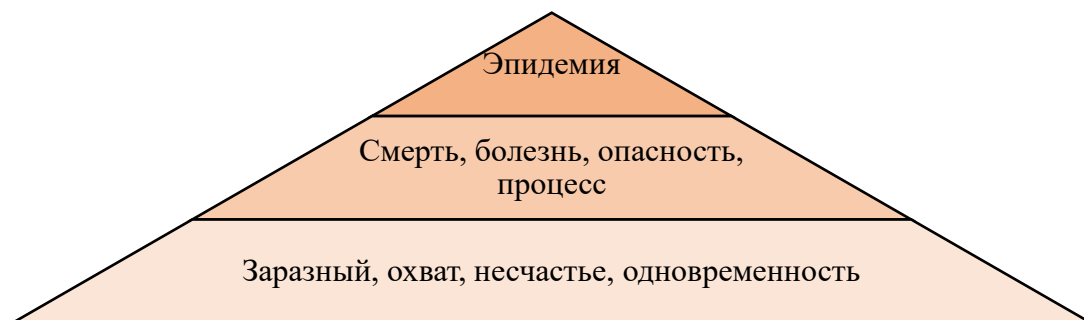 Эпидемия
Смерть, болезнь, опасность,
процесс
Заразный, охват, несчастье, одновременность